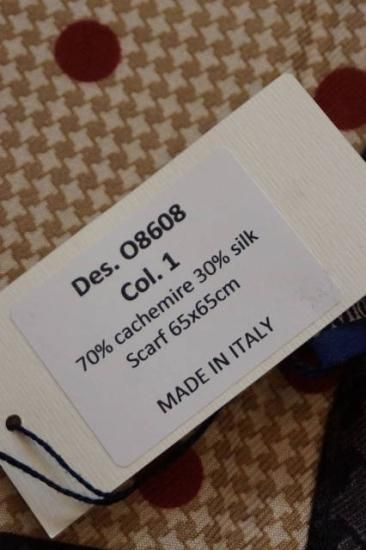 Des. O8608
Col. 1
70% cachemire 30% silk
Scarf 65x65cm
MADE IN ITALY